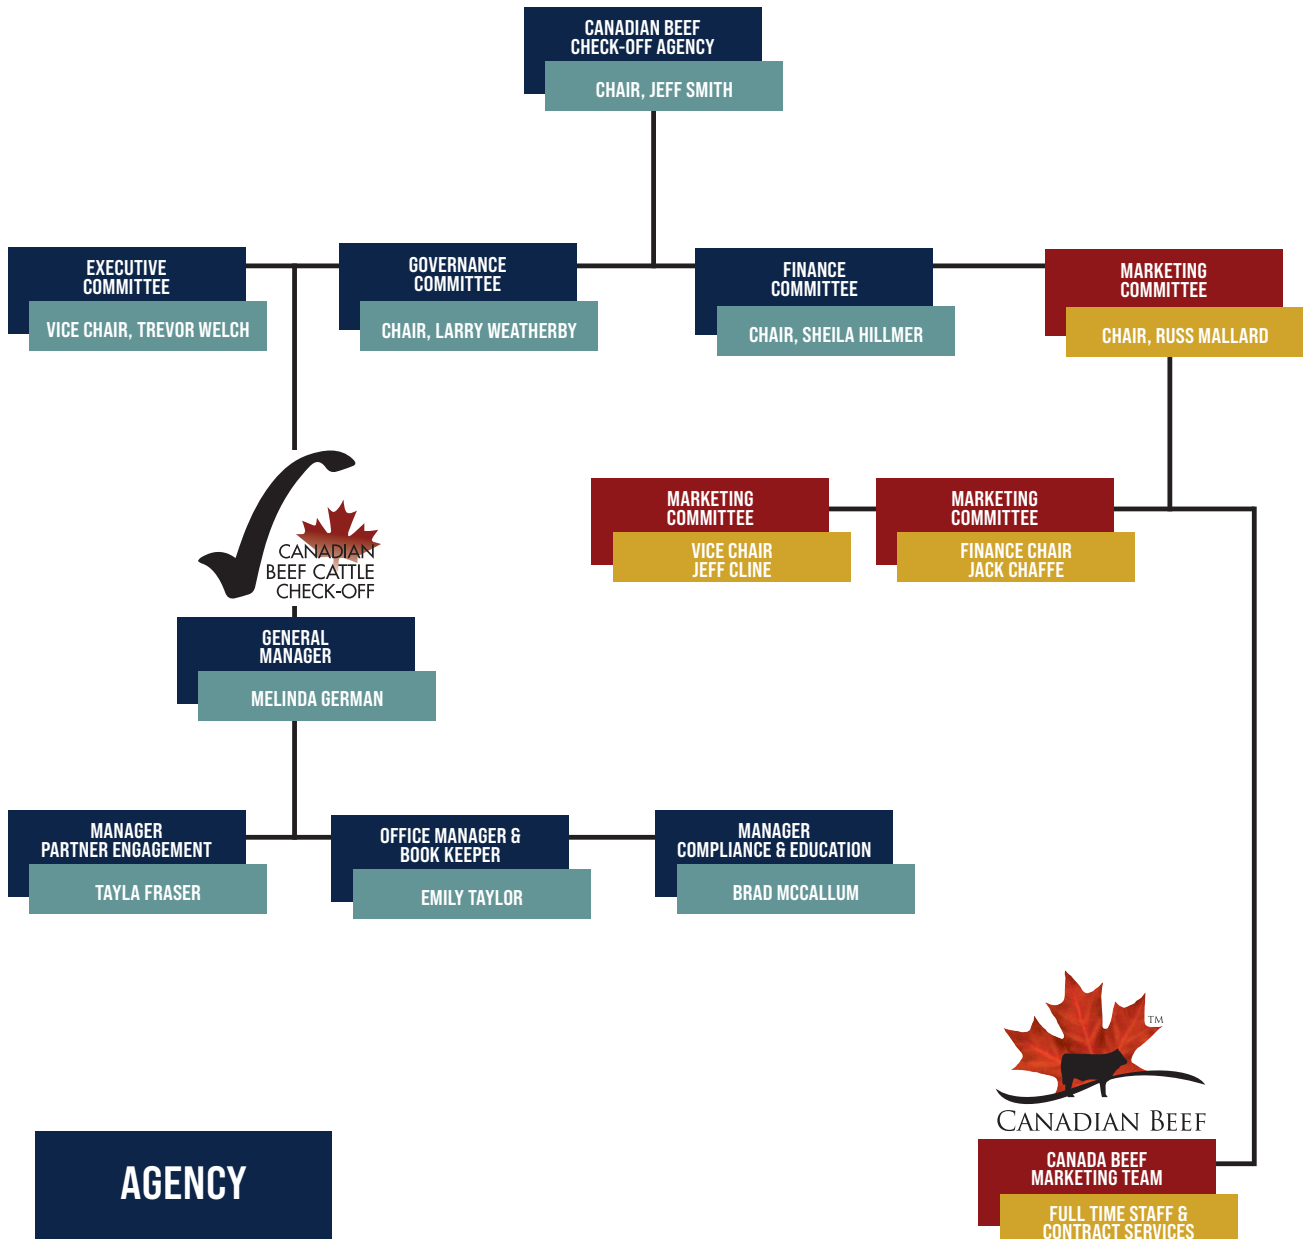 CANADIAN BEEF
CHECK-OFF AGENCY
CHAIR, JEFF SMITH
EXECUTIVE
COMMITTEE
VICE CHAIR, TREVOR WELCH
GOVERNANCE
COMMITTEE
CHAIR, LARRY WEATHERBY
FINANCE
COMMITTEE
CHAIR, SHEILA HILLMER
MARKETING
COMMITTEE
CHAIR, RUSS MALLARD
CANADIAN
BEEF CATTLE
CHECK-OFF
MARKETING
COMMITTEE
VICE CHAIR
JEFF CLINE
MARKETING
COMMITTEE
FINANCE CHAIR
JACK CHAFFE
GENERAL
MANAGER
MELINDA GERMAN
MANAGER
PARTNER ENGAGEMENT
TAYLA FRASER
OFFICE MANAGER &
BOOK KEEPER
EMILY TAYLOR
MANAGER
COMPLIANCE & EDUCATION
BRAD MCCALLUM
TM
CANADIAN BEEF
CANADA BEEF
MARKETING TEAM
FULL TIME STAFF &
CONTRACT SERVICES
AGENCY